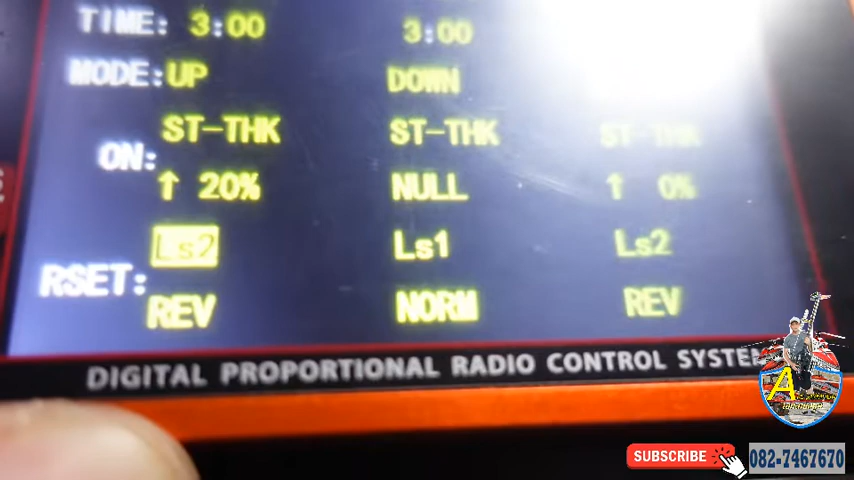 TIME: 3:00 3:00
MODE: UP DOWN
ST-THK ST-THK ST-THK
ON:
↑ 20% NULL ↑ 0%
Ls2 Ls1 Ls2
RSET:
REV NORM REV
DIGITAL PROPORTIONAL RADIO CONTROL SYSTEM
A
SUBSCRIBE 082-7467670